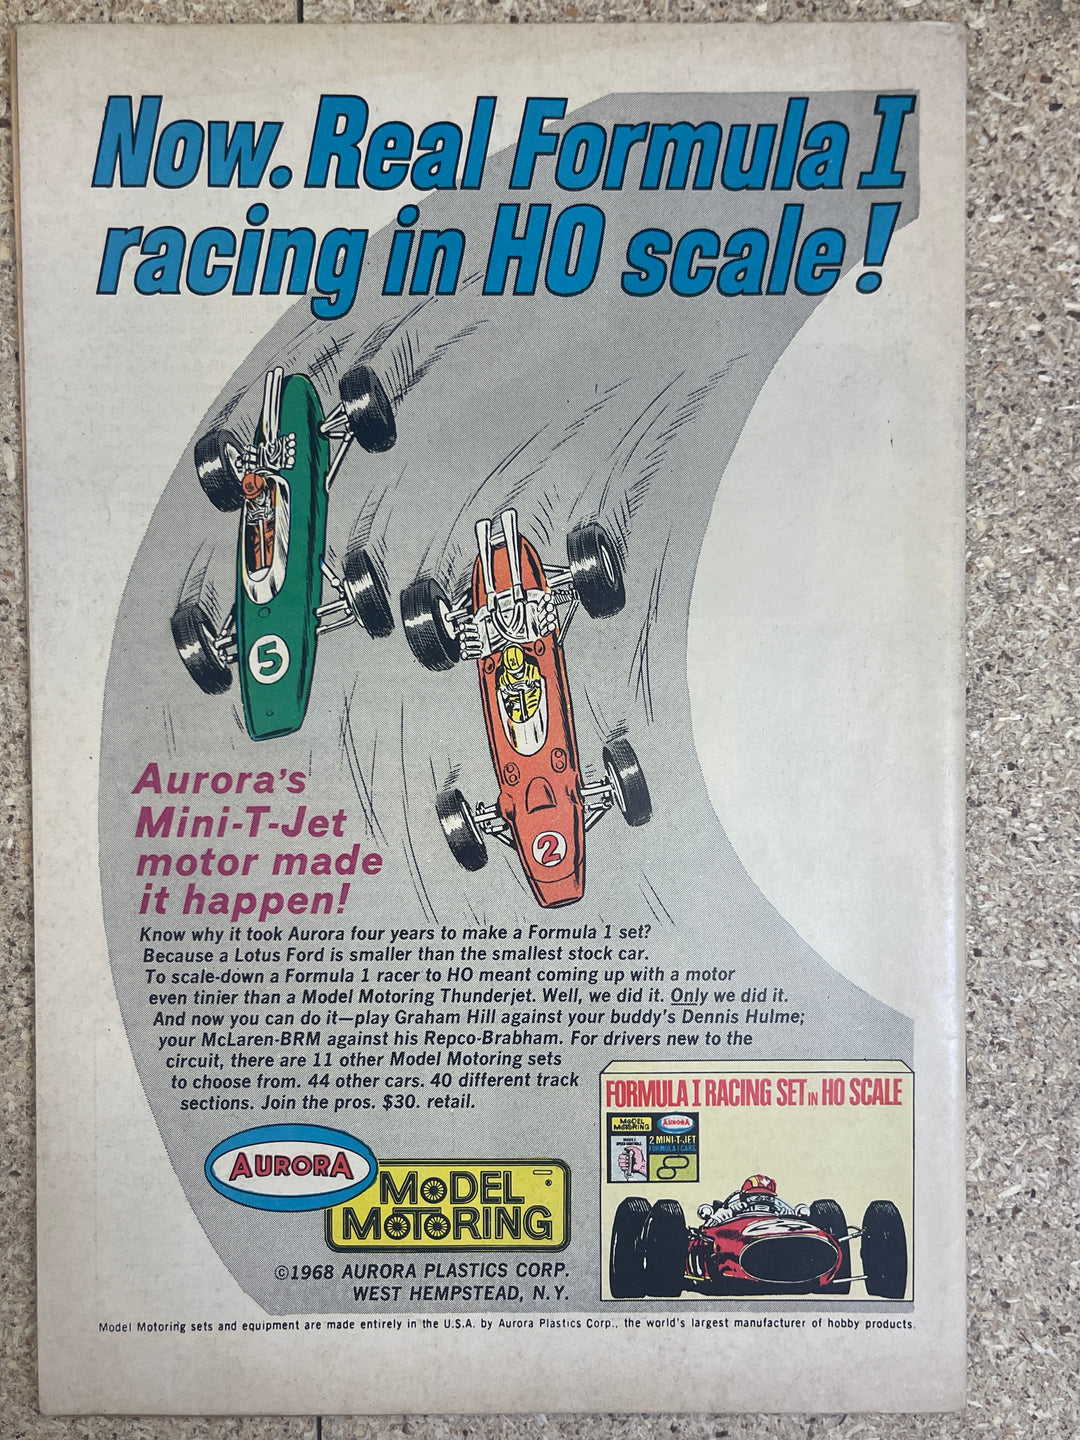 Now. Real Formula I
racing in HO scale!
5
2
Aurora's
Mini-T-Jet
motor made
it happen!
Know why it took Aurora four years to make a Formula 1 set?
Because a Lotus Ford is smaller than the smallest stock car.
To scale-down a Formula 1 racer to HO meant coming up with a motor
even tinier than a Model Motoring Thunderjet. Well, we did it. Only we did it.
And now you can do it—play Graham Hill against your buddy's Dennis Hulme;
your McLaren-BRM against his Repco-Brabham. For drivers new to the
circuit, there are 11 other Model Motoring sets
to choose from. 44 other cars. 40 different track
sections. Join the pros. $30. retail.
FORMULA I RACING SET IN HO SCALE
MODEL
MOTORING
AURORA
2 MINI-T-JET
FORMULA I CARS
AURORA
MODEL
MOTORING ®
©1968 AURORA PLASTICS CORP.
WEST HEMPSTEAD, N.Y.
Model Motoring sets and equipment are made entirely in the U.S.A. by Aurora Plastics Corp., the world's largest manufacturer of hobby products.